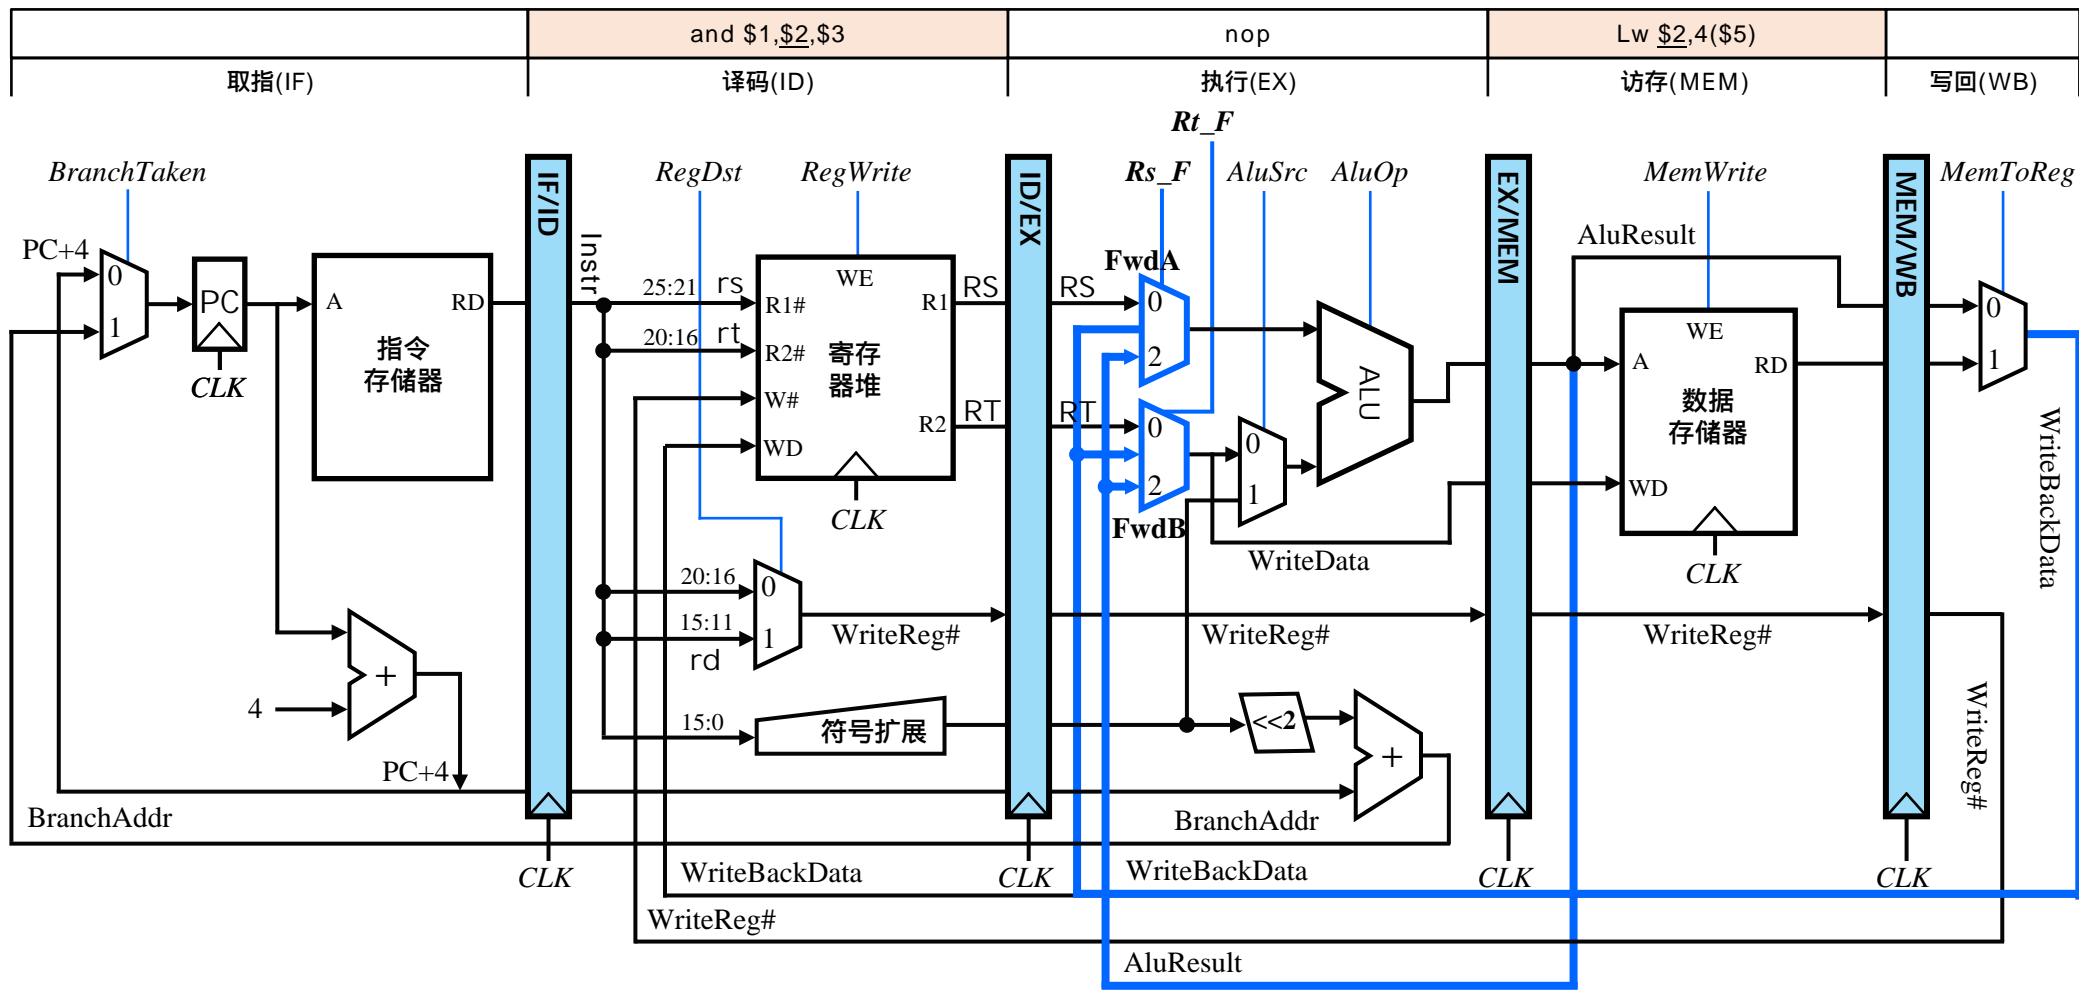 and $1,$2,$3
nop
Lw $2,4($5)
取指(IF)
译码(ID)
执行(EX)
访存(MEM)
写回(WB)
Rt_F
BranchTaken
RegDst
RegWrite
Rs_F
AluSrc
AluOp
MemWrite
MemToReg
IF/ID
ID/EX
EX/MEM
MEM/WB
PC+4
0
1
PC
CLK
A
RD
指令
存储器
4
+
PC+4
BranchAddr
Instr
25:21 rs
20:16 rt
WE
R1#
R2#
W#
WD
R1
R2
寄存
器堆
CLK
RS
RT
20:16
15:11
rd
0
1
WriteReg#
15:0
符号扩展
RS
RT
FwdA
0
2
0
2
FwdB
0
1
ALU
WriteData
WriteReg#
<<2
+
BranchAddr
AluResult
WE
A
RD
数据
存储器
WD
CLK
WriteReg#
0
1
WriteBackData
WriteReg#
CLK
CLK
CLK
CLK
WriteBackData
WriteBackData
WriteReg#
AluResult